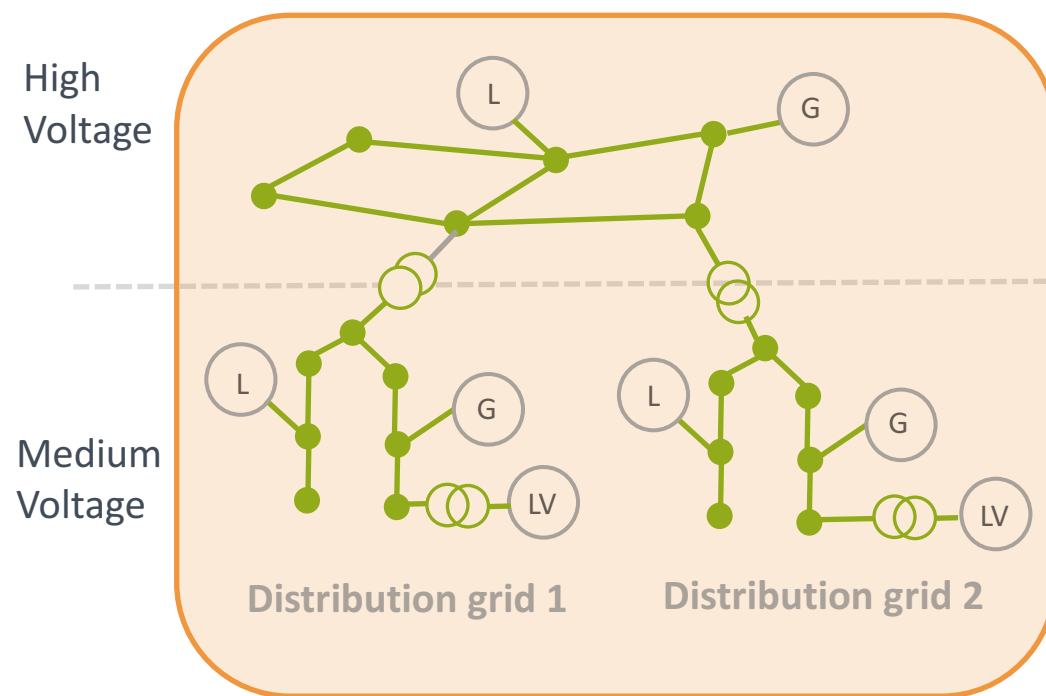 High
Voltage
L
G
Medium
Voltage
L
G
LV
Distribution grid 1
L
G
LV
Distribution grid 2